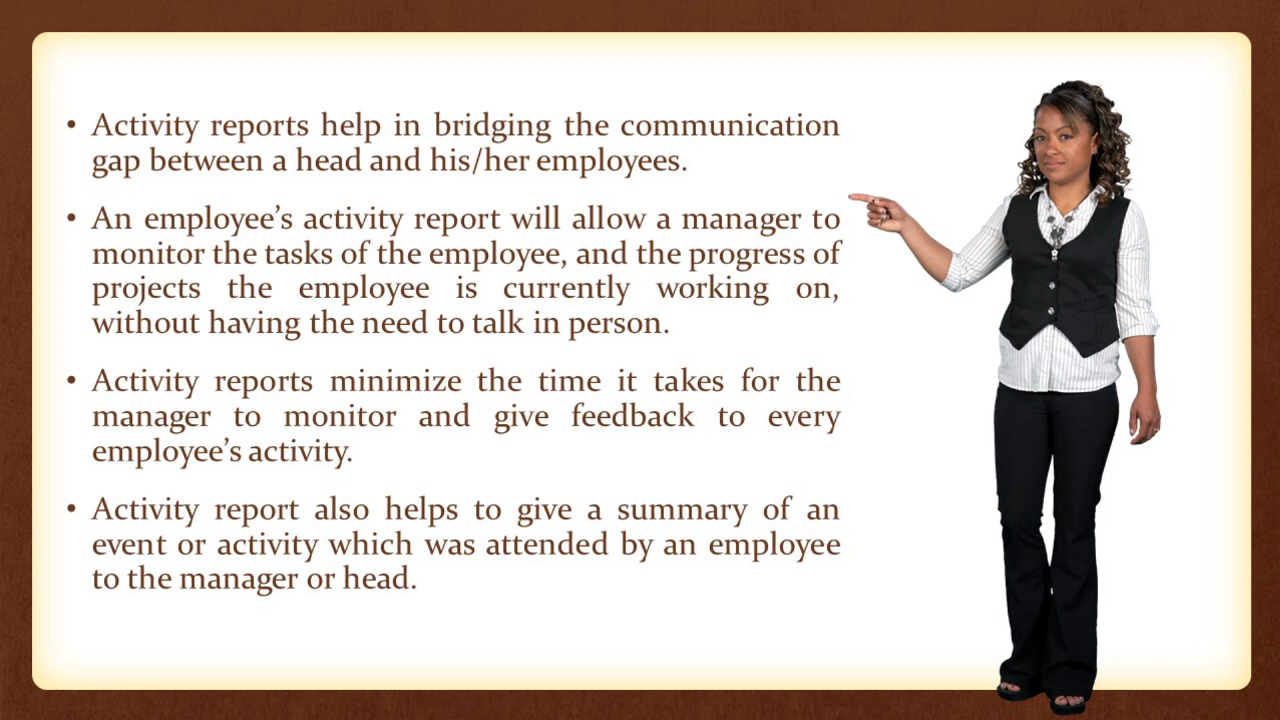 • Activity reports help in bridging the communication
gap between a head and his/her employees.
• An employee’s activity report will allow a manager to
monitor the tasks of the employee, and the progress of
projects the employee is currently working on,
without having the need to talk in person.
• Activity reports minimize the time it takes for the
manager to monitor and give feedback to every
employee’s activity.
• Activity report also helps to give a summary of an
event or activity which was attended by an employee
to the manager or head.